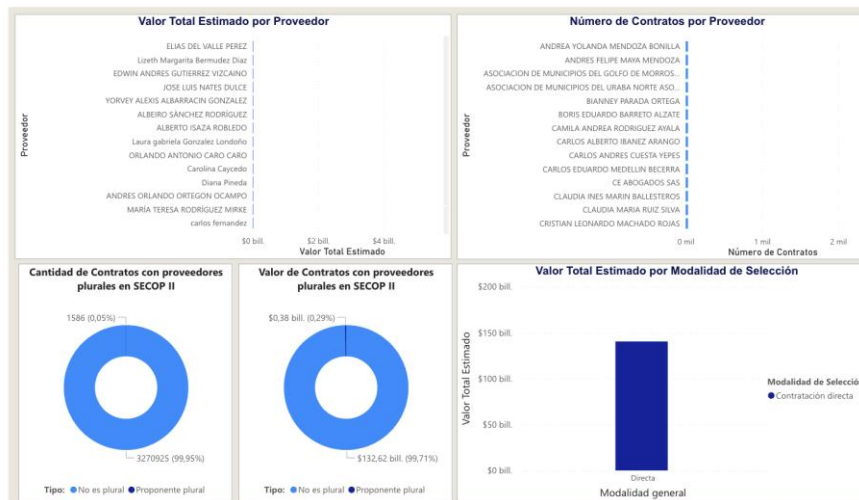 Valor Total Estimado por Proveedor
Proveedor
ELIAS DEL VALLE PEREZ
Lizeth Margarita Bermudez Diaz
EDWIN ANDRES GUTIERREZ VIZCAINO
JOSE LUIS NATES DULCE
YORVEY ALEXIS ALBARRACIN GONZALEZ
ALBEIRO SÁNCHEZ RODRÍGUEZ
ALBERTO ISAZA ROBLEDO
Laura gabriela Gonzalez Londoño
ORLANDO ANTONIO CARO CARO
Carolina Caycedo
Diana Pineda
ANDRES ORLANDO ORTEGON OCAMPO
MARÍA TERESA RODRÍGUEZ MIRKE
carlos fernandez
$0 bill. $2 bill. $4 bill.
Valor Total Estimado
Número de Contratos por Proveedor
Proveedor
ANDREA YOLANDA MENDOZA BONILLA
ANDRES FELIPE MAYA MENDOZA
ASOCIACION DE MUNICIPIOS DEL GOLFO DE MORROS...
ASOCIACION DE MUNICIPIOS DEL URABA NORTE ASO...
BIANNEY PARADA ORTEGA
BORIS EDUARDO BARRETO ALZATE
CAMILA ANDREA RODRIGUEZ AYALA
CARLOS ALBERTO IBANEZ ARANGO
CARLOS ANDRES CUESTA YEPES
CARLOS EDUARDO MEDELLIN BECERRA
CE ABOGADOS SAS
CLAUDIA INES MARIN BALLESTEROS
CLAUDIA MARIA RUIZ SILVA
CRISTIAN LEONARDO MACHADO ROJAS
0 mil 1 mil 2 mil
Número de Contratos
Cantidad de Contratos con proveedores
plurales en SECOP II
1586 (0,05%)
3270925 (99,95%)
Tipo: No es plural Proponente plural
Valor de Contratos con proveedores
plurales en SECOP II
$0,38 bill. (0,29%)
$132,62 bill. (99,71%)
Tipo: No es plural Proponente plural
Valor Total Estimado por Modalidad de Selección
Valor Total Estimado
$200 bill.
$150 bill.
$100 bill.
$50 bill.
$0 bill.
Directa
Modalidad general
Modalidad de Selecció
Contratación directa